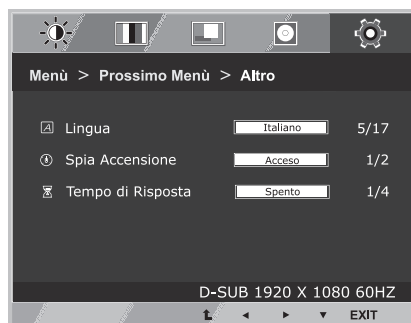 Menù > Prossimo Menù > Altro
Lingua Italiano 5/17
Spia Accensione Acceso 1/2
Tempo di Risposta Spento 1/4
D-SUB 1920 X 1080 60HZ
EXIT